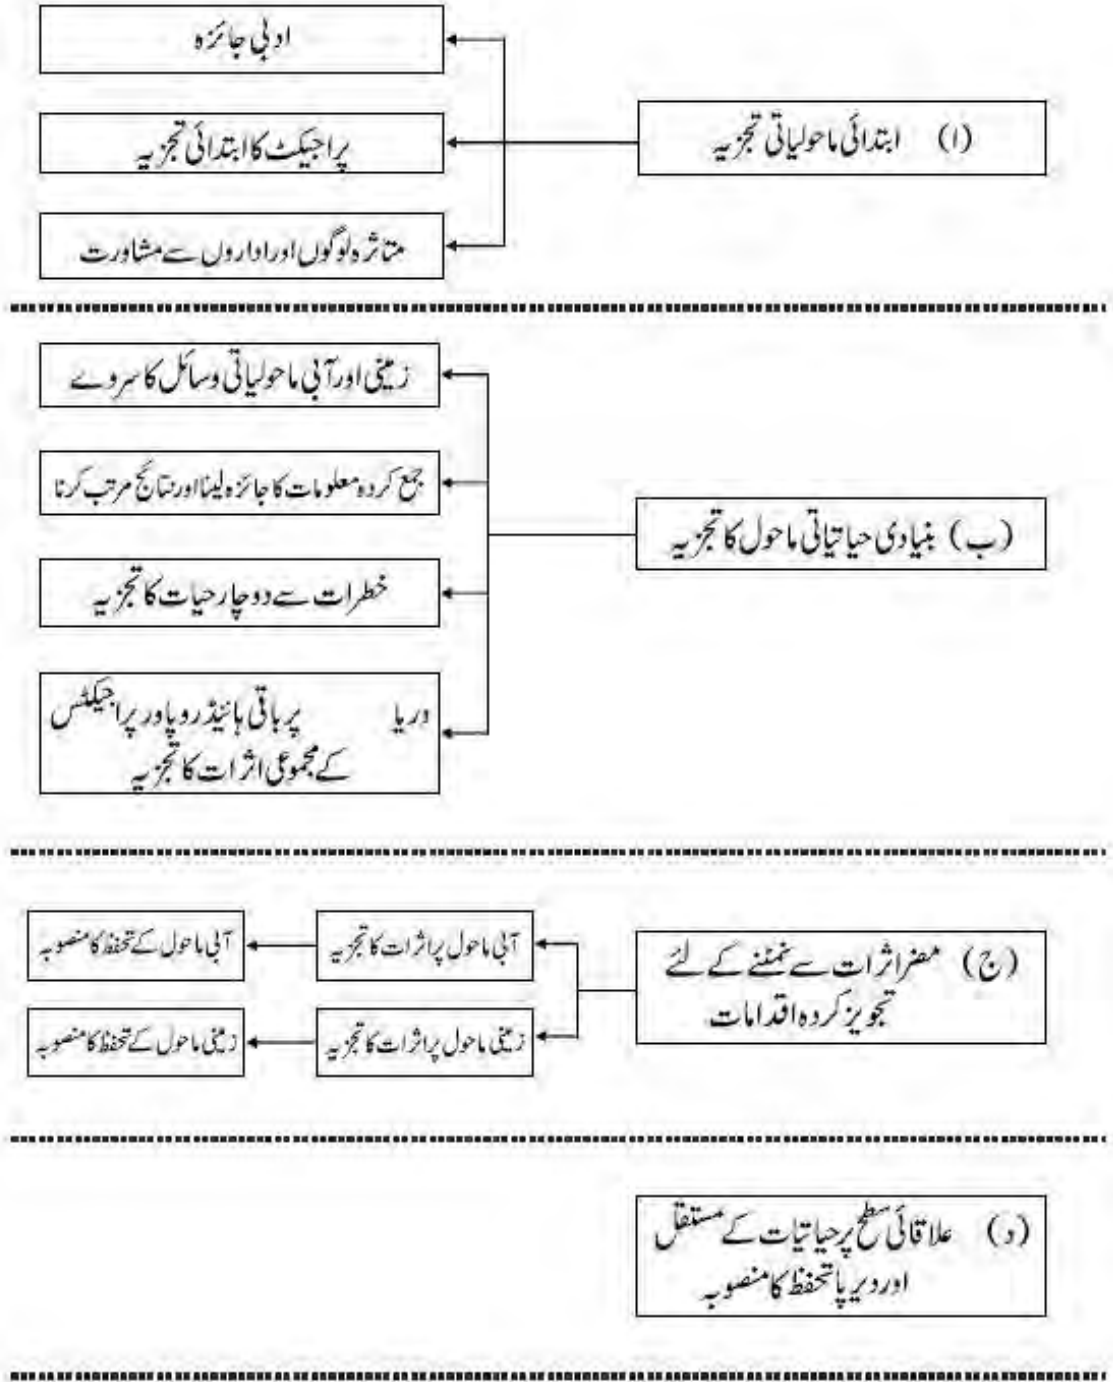 (ا) ابتدائی ماحولیاتی تجزیہ
ادبی جائزہ
پراجیکٹ کا ابتدائی تجزیہ
متاثرہ لوگوں اور اداروں سے مشاورت
(ب) بنیادی حیاتیاتی ماحول کا تجزیہ
زمینی اور آبی ماحولیاتی وسائل کا سروے
جمع کردہ معلومات کا جائزہ لینا اور نتائج مرتب کرنا
خطرات سے دوچار حیات کا تجزیہ
دریا پر باقی ہائیڈرو پاور پراجیکٹس
کے مجموعی اثرات کا تجزیہ
(ج) مضر اثرات سے نمٹنے کے لئے
تجویز کردہ اقدامات
آبی ماحول پر اثرات کا تجزیہ
آبی ماحول کے تحفظ کا منصوبہ
زمینی ماحول پر اثرات کا تجزیہ
زمینی ماحول کے تحفظ کا منصوبہ
(د) علاقائی سطح پر حیاتیات کے مستقل
اور دیرپا تحفظ کا منصوبہ